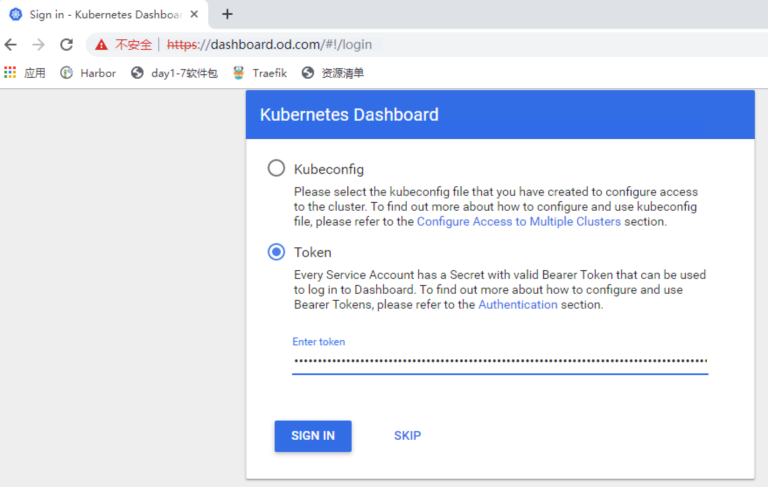 Sign in - Kubernetes Dashboar
不安全 | https://dashboard.od.com/#!/login
应用 Harbor day1-7软件包 Traefik 资源清单
Kubernetes Dashboard
Kubeconfig
Please select the kubeconfig file that you have created to configure access
to the cluster. To find out more about how to configure and use kubeconfig
file, please refer to the Configure Access to Multiple Clusters section.
Token
Every Service Account has a Secret with valid Bearer Token that can be used
to log in to Dashboard. To find out more about how to configure and use
Bearer Tokens, please refer to the Authentication section.
Enter token
SIGN IN SKIP